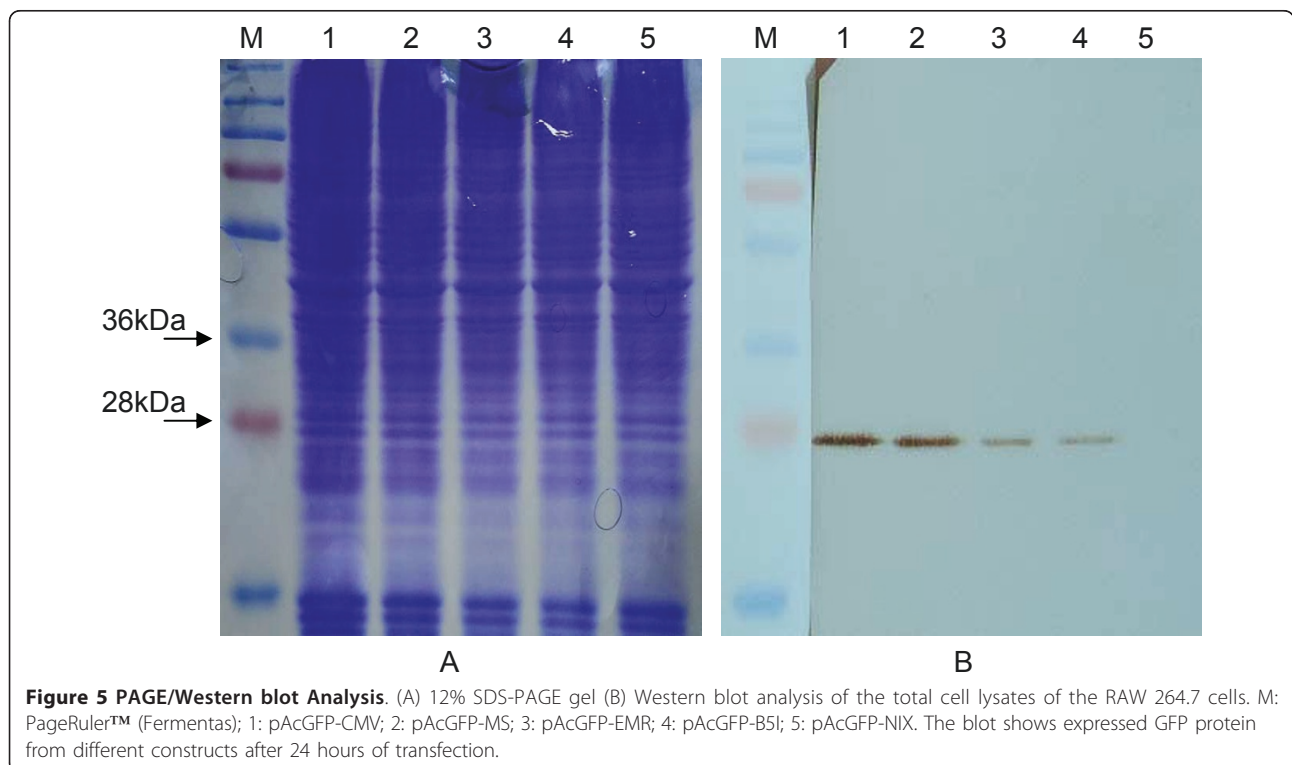 M 1 2 3 4 5 M 1 2 3 4 5
36kDa
28kDa
A B
Figure 5 PAGE/Western blot Analysis. (A) 12% SDS-PAGE gel (B) Western blot analysis of the total cell lysates of the RAW 264.7 cells. M:
PageRuler™ (Fermentas); 1: pAcGFP-CMV; 2: pAcGFP-MS; 3: pAcGFP-EMR; 4: pAcGFP-B5I; 5: pAcGFP-NIX. The blot shows expressed GFP protein
from different constructs after 24 hours of transfection.